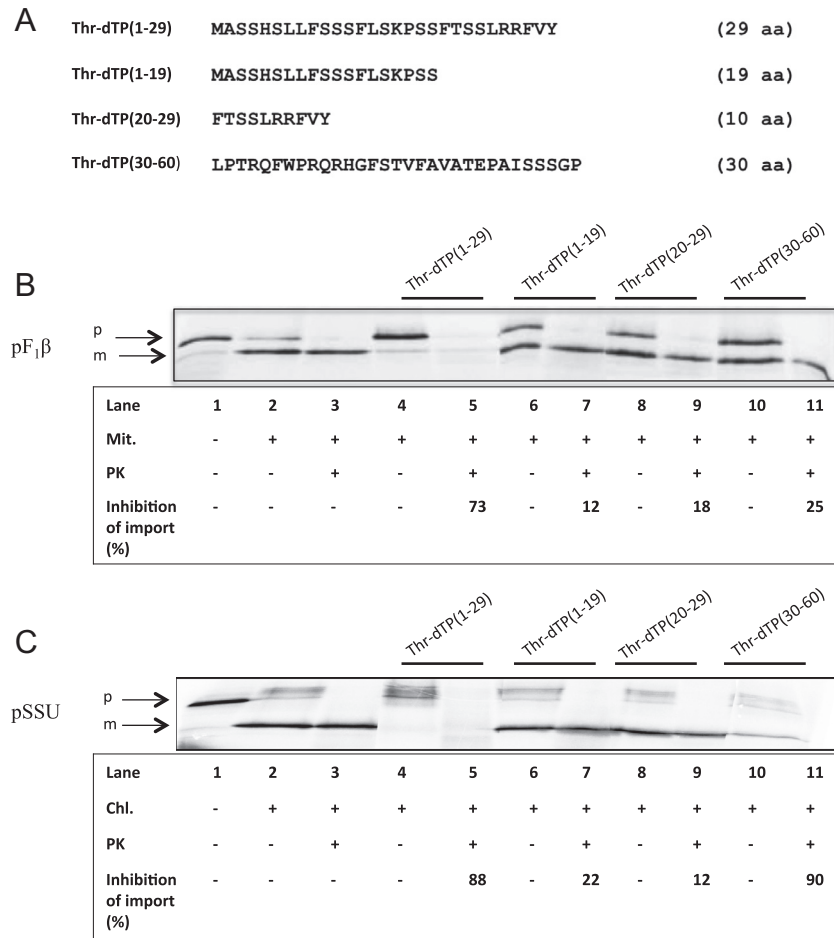 A
Thr-dTP(1-29) MASSHSLLFSSSFLSKPSSFTSSLRRFVY (29 aa)
Thr-dTP(1-19) MASSHSLLFSSSFLSKPSS (19 aa)
Thr-dTP(20-29) FTSSLRRFVY (10 aa)
Thr-dTP(30-60) LPTRQFWPRQRHGFSTVFAVATEPAISSSGP (30 aa)
B
Thr-dTP(1-29) Thr-dTP(1-19) Thr-dTP(20-29) Thr-dTP(30-60)
pF₁β
p
m
Lane 1 2 3 4 5 6 7 8 9 10 11
Mit. - + + + + + + + + + +
PK - - + - + - + - + - +
Inhibition of import (%) - - - - 73 - 12 - 18 - 25
C
Thr-dTP(1-29) Thr-dTP(1-19) Thr-dTP(20-29) Thr-dTP(30-60)
pSSU
p
m
Lane 1 2 3 4 5 6 7 8 9 10 11
Chl. - + + + + + + + + + +
PK - - + - + - + - + - +
Inhibition of import (%) - - - - 88 - 22 - 12 - 90